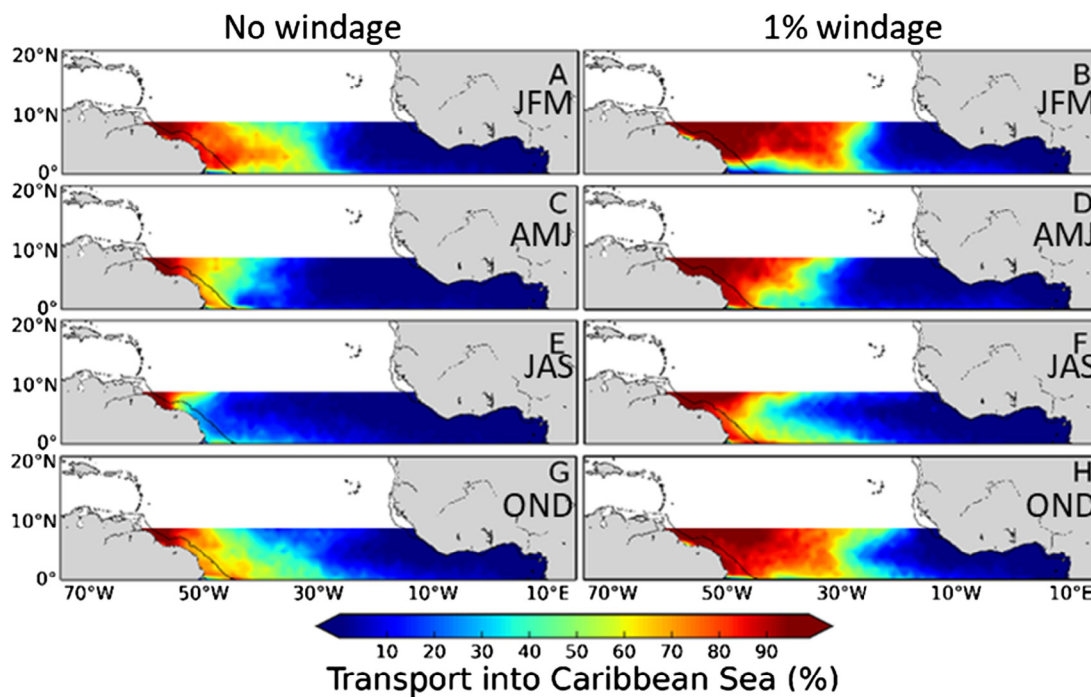 No windage 1% windage
20°N A B
JFM JFM
10°N
0°
20°N C D
AMJ AMJ
10°N
0°
20°N E F
JAS JAS
10°N
0°
20°N G H
OND OND
10°N
0°
70°W 50°W 30°W 10°W 10°E 70°W 50°W 30°W 10°W 10°E
10 20 30 40 50 60 70 80 90
Transport into Caribbean Sea (%)